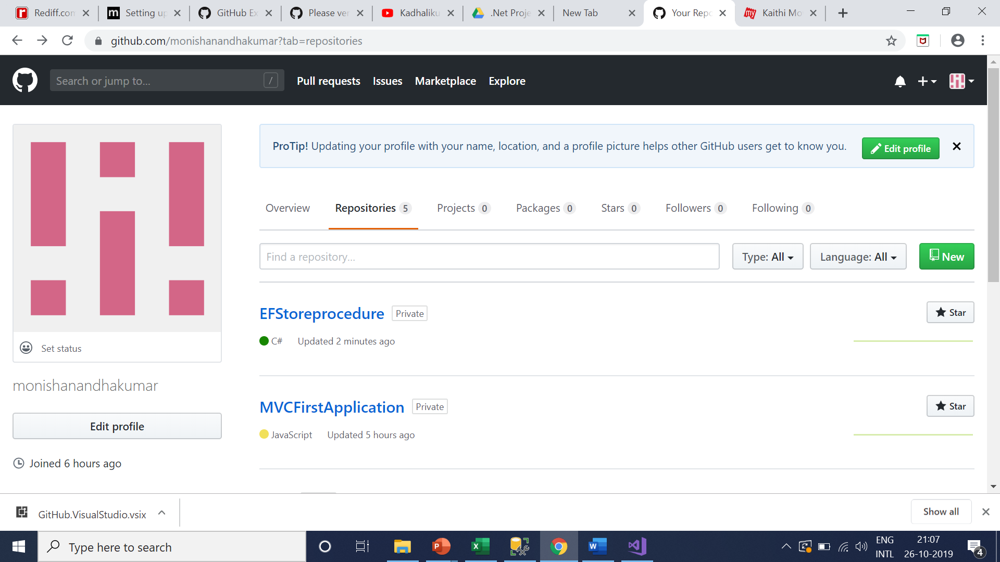 Rediff.com
Setting up
GitHub Ex
Please ver
Kadhaliku
.Net Proje
New Tab
Your Repo
Kaithi Mo
github.com/monishanandhakumar?tab=repositories
Search or jump to... /
Pull requests Issues Marketplace Explore
ProTip! Updating your profile with your name, location, and a profile picture helps other GitHub users get to know you.
Edit profile
Overview Repositories 5 Projects 0 Packages 0 Stars 0 Followers 0 Following 0
Find a repository...
Type: All
Language: All
New
EFStoreprocedure Private
Star
C# Updated 2 minutes ago
MVCFirstApplication Private
Star
JavaScript Updated 5 hours ago
Set status
monishanandhakumar
Edit profile
Joined 6 hours ago
GitHub.VisualStudio.vsix
Show all
Type here to search
ENG
INTL
21:07
26-10-2019
4